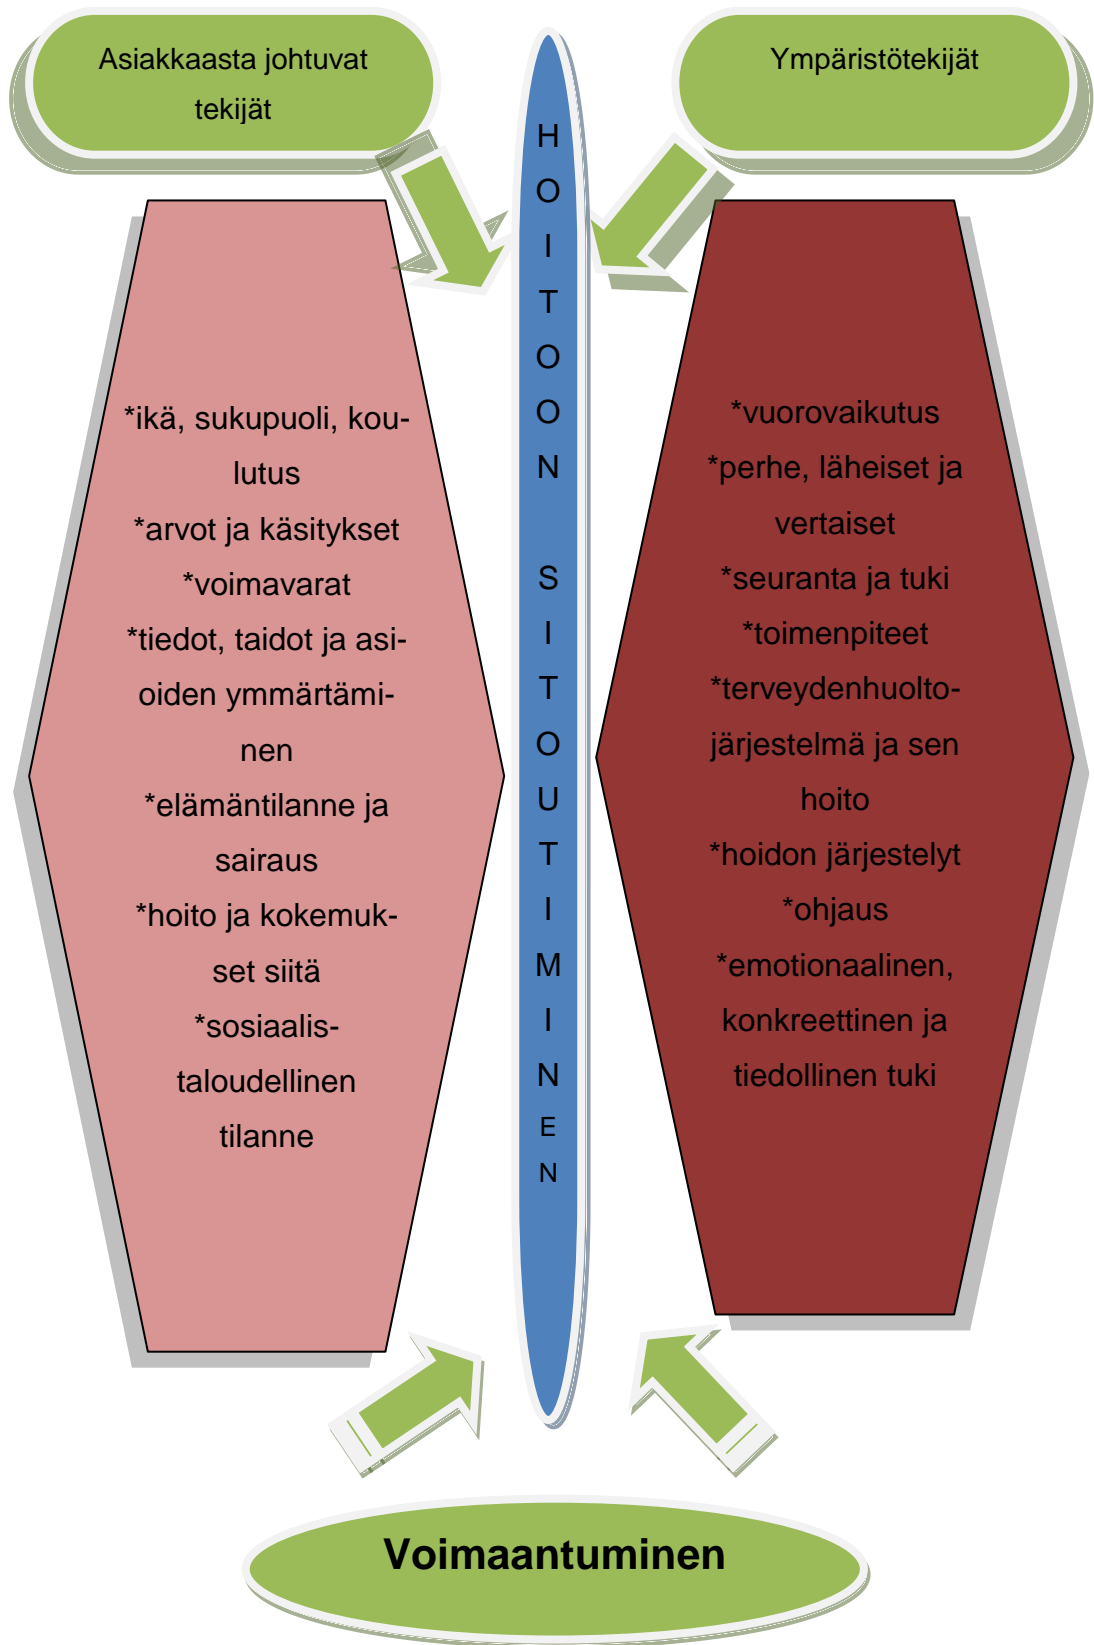 Asiakkaasta johtuvat
tekijät
Ympäristötekijät
H
O
I
T
O
O
N
S
I
T
O
U
T
I
M
I
N
E
N
*ikä, sukupuoli, kou-
lutus
*arvot ja käsitykset
*voimavarat
*tiedot, taidot ja asi-
oiden ymmärtämi-
nen
*elämäntilanne ja
sairaus
*hoito ja kokemuk-
set siitä
*sosiaalis-
taloudellinen
tilanne
*vuorovaikutus
*perhe, läheiset ja
vertaiset
*seuranta ja tuki
*toimenpiteet
*terveydenhuolto-
järjestelmä ja sen
hoito
*hoidon järjestelyt
*ohjaus
*emotionaalinen,
konkreettinen ja
tiedollinen tuki
Voimaantuminen